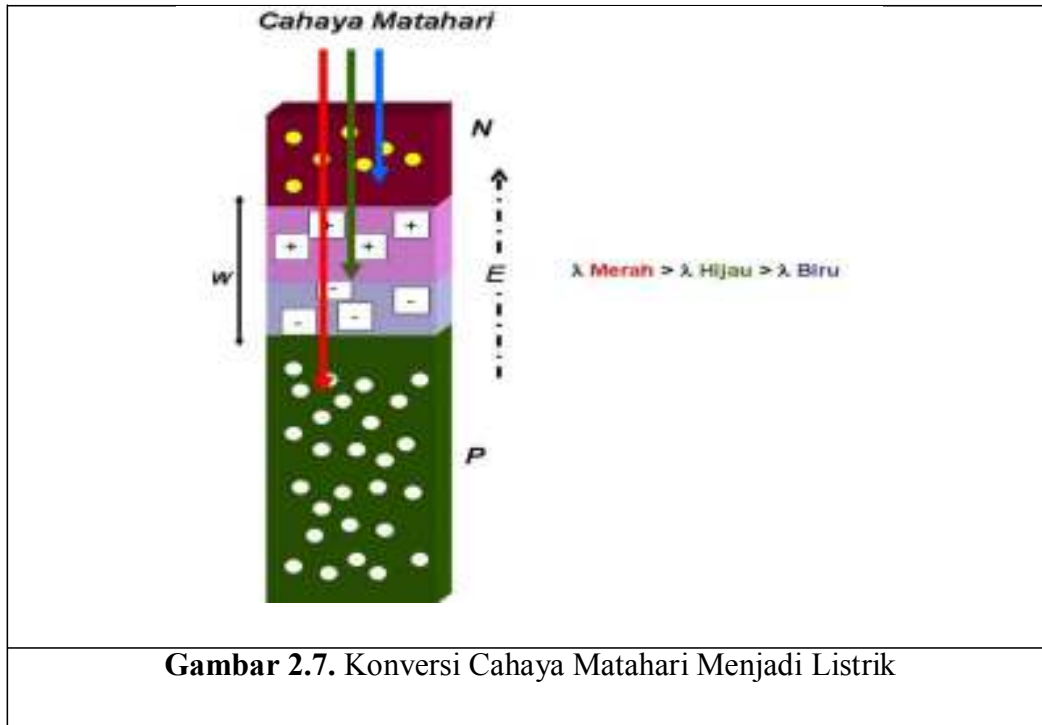 Cahaya Matahari
N
+ + + +
W
E
λ Merah > λ Hijau > λ Biru
- - - -
P
Gambar 2.7. Konversi Cahaya Matahari Menjadi Listrik